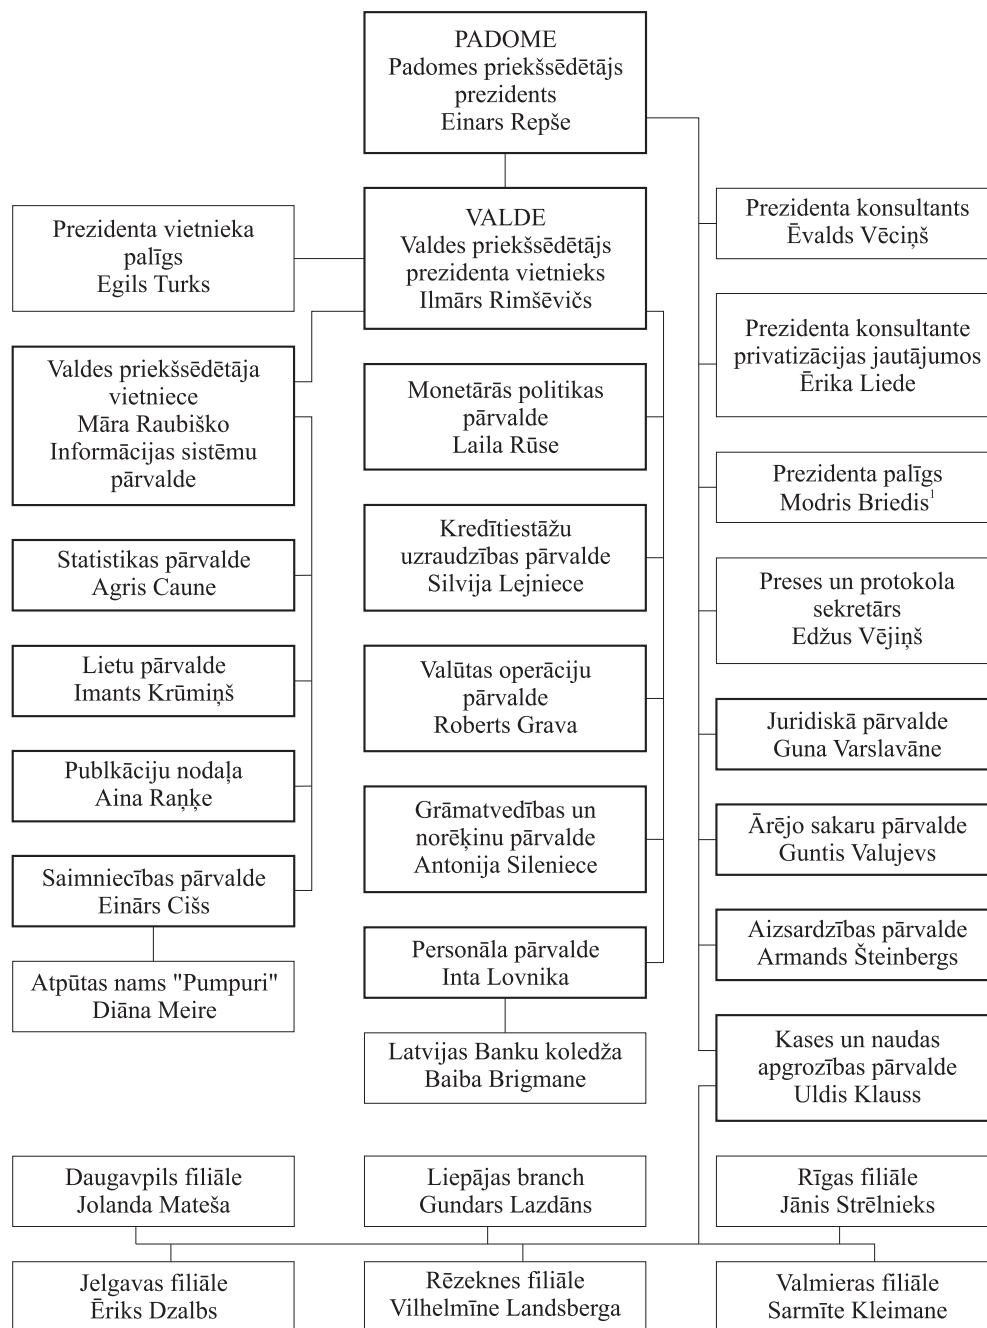 PADOME
Padomes priekšsēdētājs
prezidents
Einars Repše
VALDE
Valdes priekšsēdētājs
prezidenta vietnieks
Ilmārs Rimšēvičs
Prezidenta vietnieka
palīgs
Egils Turks
Valdes priekšsēdētāja
vietniece
Māra Raubiško
Informācijas sistēmu
pārvalde
Statistikas pārvalde
Agris Caune
Lietu pārvalde
Imants Krūmiņš
Publkāciju nodaļa
Aina Raņķe
Saimniecības pārvalde
Einārs Cišs
Atpūtas nams "Pumpuri"
Diāna Meire
Monetārās politikas
pārvalde
Laila Rūse
Kredītiestāžu
uzraudzības pārvalde
Silvija Lejniece
Valūtas operāciju
pārvalde
Roberts Grava
Grāmatvedības un
norēķinu pārvalde
Antonija Sileniece
Personāla pārvalde
Inta Lovnika
Latvijas Banku koledža
Baiba Brigmane
Prezidenta konsultants
Ēvalds Vēciņš
Prezidenta konsultante
privatizācijas jautājumos
Ērika Liede
Prezidenta palīgs
Modris Briedis¹
Preses un protokola
sekretārs
Edžus Vējiņš
Juridiskā pārvalde
Guna Varslavāne
Ārējo sakaru pārvalde
Guntis Valujevs
Aizsardzības pārvalde
Armands Šteinbergs
Kases un naudas
apgrozības pārvalde
Uldis Klauss
Daugavpils filiāle
Jolanda Mateša
Liepājas branch
Gundars Lazdāns
Rīgas filiāle
Jānis Strēlnieks
Jelgavas filiāle
Ēriks Dzalbs
Rēzeknes filiāle
Vilhelmīne Landsberga
Valmieras filiāle
Sarmīte Kleimane